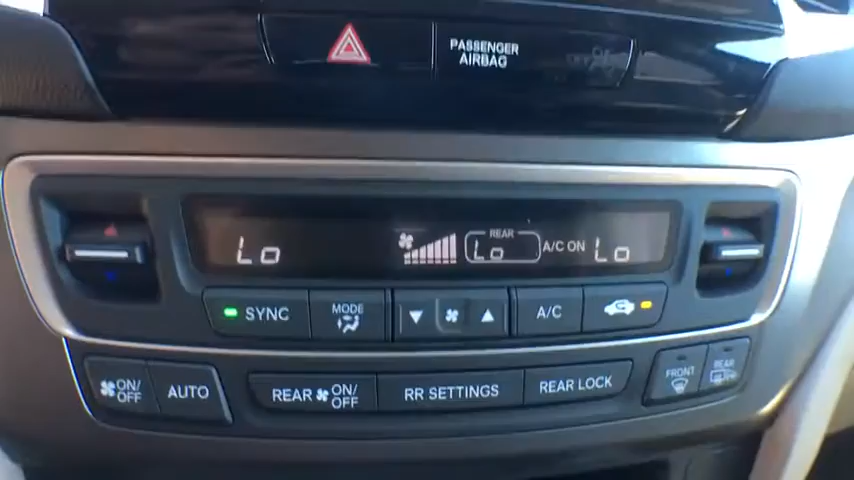 PASSENGER
AIRBAG
Lo
REAR
Lo
A/C ON
Lo
SYNC
MODE
A/C
ON/
OFF
AUTO
REAR ON/
OFF
RR SETTINGS
REAR LOCK
FRONT
REAR